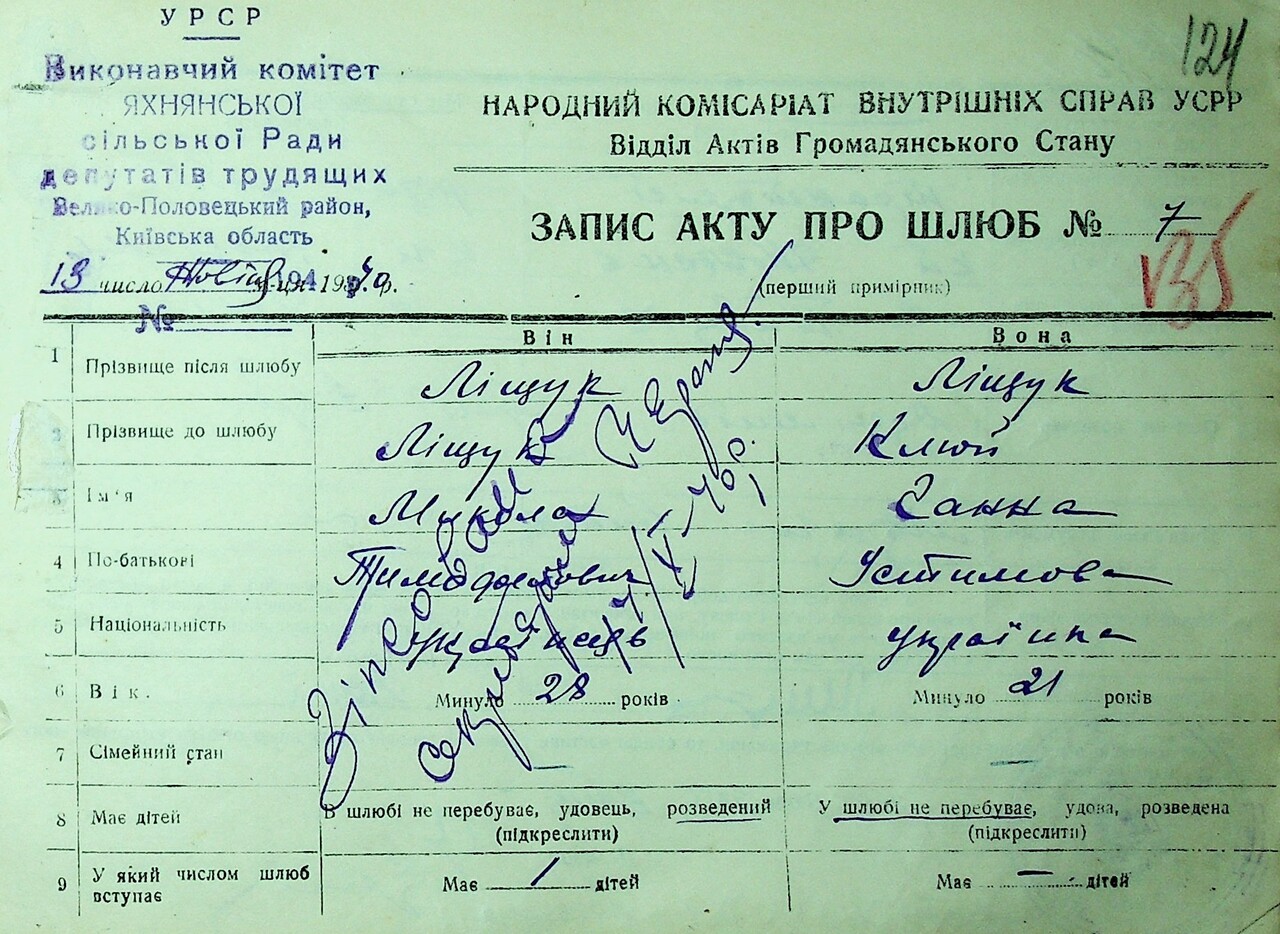 УРСР
Виконавчий комітет
ЯХНЯНСЬКОЇ
сільської Ради
депутатів трудящих
Велико-Половецький район,
Київська область
124
НАРОДНИЙ КОМІСАРІАТ ВНУТРІШНІХ СПРАВ УСРР
Відділ Актів Громадянського Стану
ЗАПИС АКТУ ПРО ШЛЮБ № 7
13 число 194 40 р.
(перший примірник)
№
Він Вона
1 Прізвище після шлюбу Ліщук Ліщук
2 Прізвище до шлюбу Ліщук Клюй
3 Ім'я Микола Ганна
4 По-батькові Тимофійович Устимова
5 Національність українець українка
6 Вік. Минуло 28 років Минуло 21 років
7 Сімейний стан — —
8 Має дітей В шлюбі не перебуває, удовець, розведений (підкреслити) У шлюбі не перебуває, удова, розведена (підкреслити)
9 У який числом шлюб вступає Має 1 дітей Має — дітей